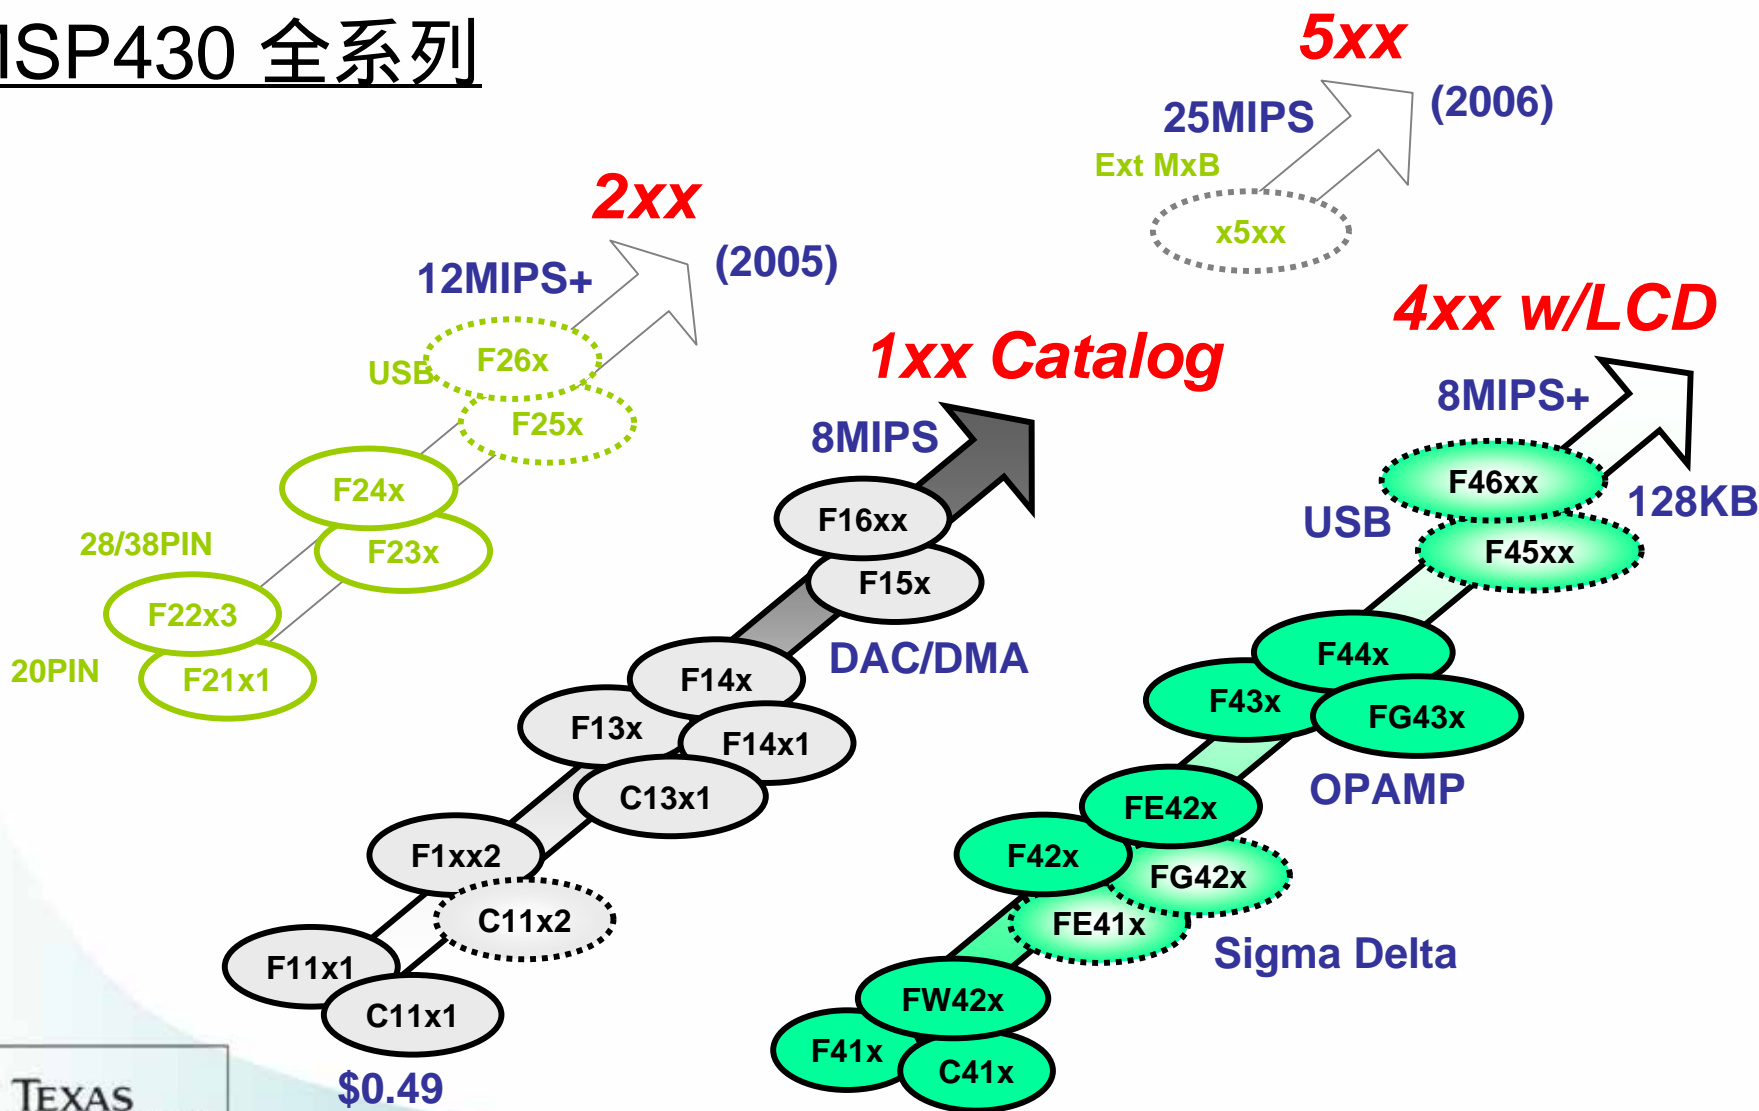 MSP430 全系列
5xx
25MIPS
(2006)
Ext MxB
x5xx
2xx
12MIPS+
(2005)
USB
F26x
F25x
F24x
F23x
28/38PIN
F22x3
20PIN
F21x1
1xx Catalog
8MIPS
F16xx
F15x
DAC/DMA
F14x
F13x
F14x1
C13x1
F1xx2
C11x2
F11x1
C11x1
$0.49
4xx w/LCD
8MIPS+
F46xx
128KB
USB
F45xx
F44x
F43x
FG43x
OPAMP
FE42x
F42x
FG42x
FE41x
Sigma Delta
FW42x
F41x
C41x
TEXAS